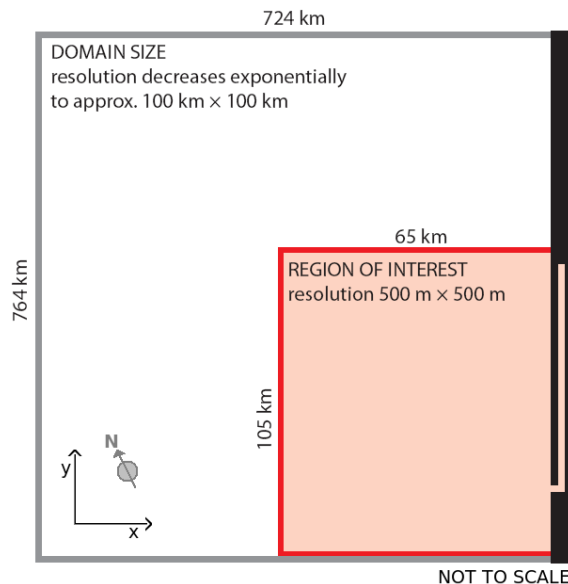 724 km
DOMAIN SIZE
resolution decreases exponentially
to approx. 100 km × 100 km
65 km
REGION OF INTEREST
resolution 500 m × 500 m
764 km
105 km
N
y
x
NOT TO SCALE